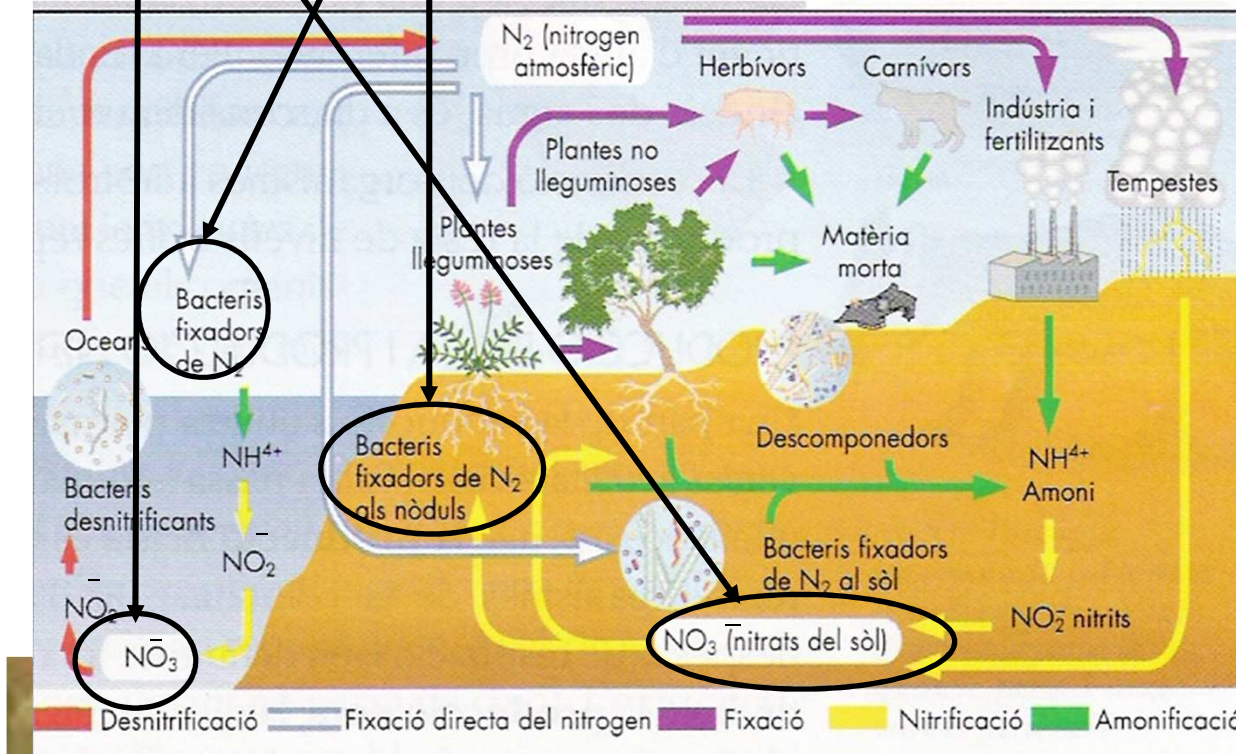 N₂ (nitrogen
atmosfèric)
Herbívors
Carnívors
Indústria i
fertilitzants
Tempestes
Plantes no
lleguminoses
Plantes
lleguminoses
Matèria
morta
Bacteris
fixadors
de N₂
Oceans
NH⁴⁺
Bacteris
desnitrificants
NO₂⁻
NO₂⁻
NO₃⁻
Bacteris
fixadors de N₂
als nòduls
Descomponedors
NH⁴⁺
Amoni
Bacteris fixadors
de N₂ al sòl
NO₂⁻ nitrits
NO₃⁻ (nitrats del sòl)
Desnitrificació
Fixació directa del nitrogen
Fixació
Nitrificació
Amonificació